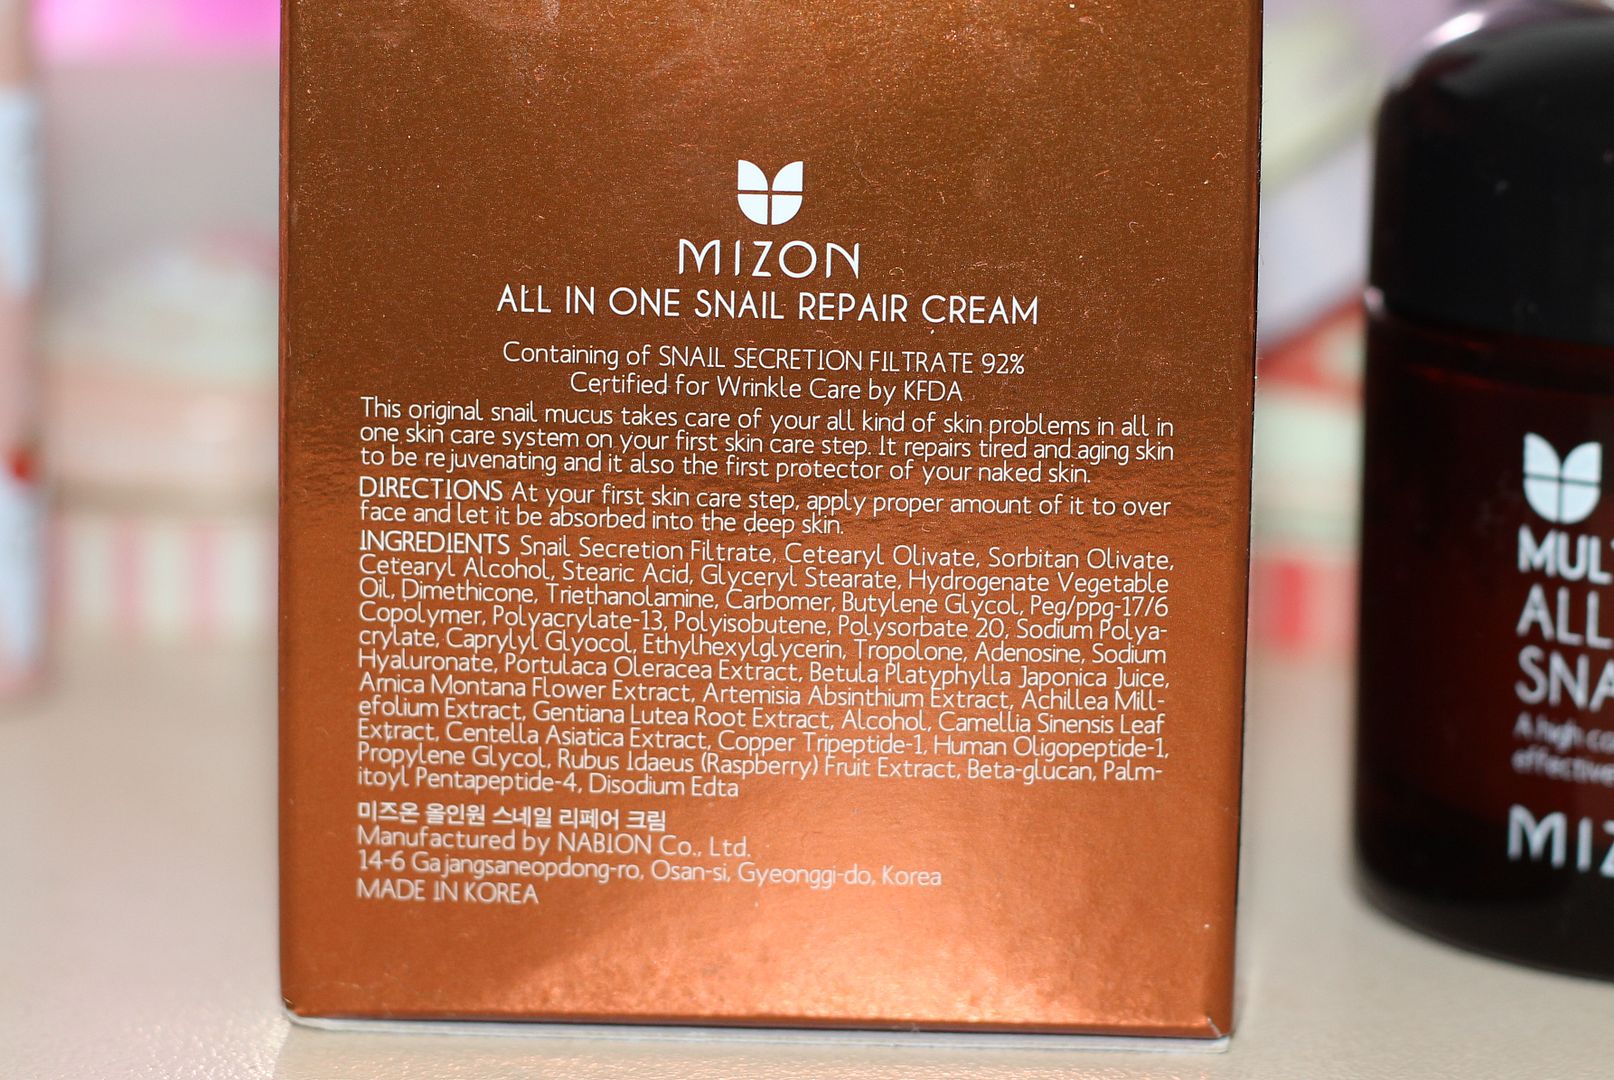 MIZON
ALL IN ONE SNAIL REPAIR CREAM
Containing of SNAIL SECRETION FILTRATE 92%
Certified for Wrinkle Care by KFDA
This original snail mucus takes care of your all kind of skin problems in all in
one skin care system on your first skin care step. It repairs tired and aging skin
to be rejuvenating and it also the first protector of your naked skin.
DIRECTIONS At your first skin care step, apply proper amount of it to over
face and let it be absorbed into the deep skin.
INGREDIENTS Snail Secretion Filtrate, Cetearyl Olivate, Sorbitan Olivate,
Cetearyl Alcohol, Stearic Acid, Glyceryl Stearate, Hydrogenate Vegetable
Oil, Dimethicone, Triethanolamine, Carbomer, Butylene Glycol, Peg/ppg-17/6
Copolymer, Polyacrylate-13, Polyisobutene, Polysorbate 20, Sodium Polya-
crylate, Caprylyl Glyocol, Ethylhexylglycerin, Tropolone, Adenosine, Sodium
Hyaluronate, Portulaca Oleracea Extract, Betula Platyphylla Japonica Juice,
Arnica Montana Flower Extract, Artemisia Absinthium Extract, Achillea Mill-
efolium Extract, Gentiana Lutea Root Extract, Alcohol, Camellia Sinensis Leaf
Extract, Centella Asiatica Extract, Copper Tripeptide-1, Human Oligopeptide-1,
Propylene Glycol, Rubus Idaeus (Raspberry) Fruit Extract, Beta-glucan, Palm-
itoyl Pentapeptide-4, Disodium Edta
미즈온 올인원 스네일 리페어 크림
Manufactured by NABION Co., Ltd.
14-6 Gajangsaneopdong-ro, Osan-si, Gyeonggi-do, Korea
MADE IN KOREA
MUL
ALL
SNA
A high co
effective
MIZ